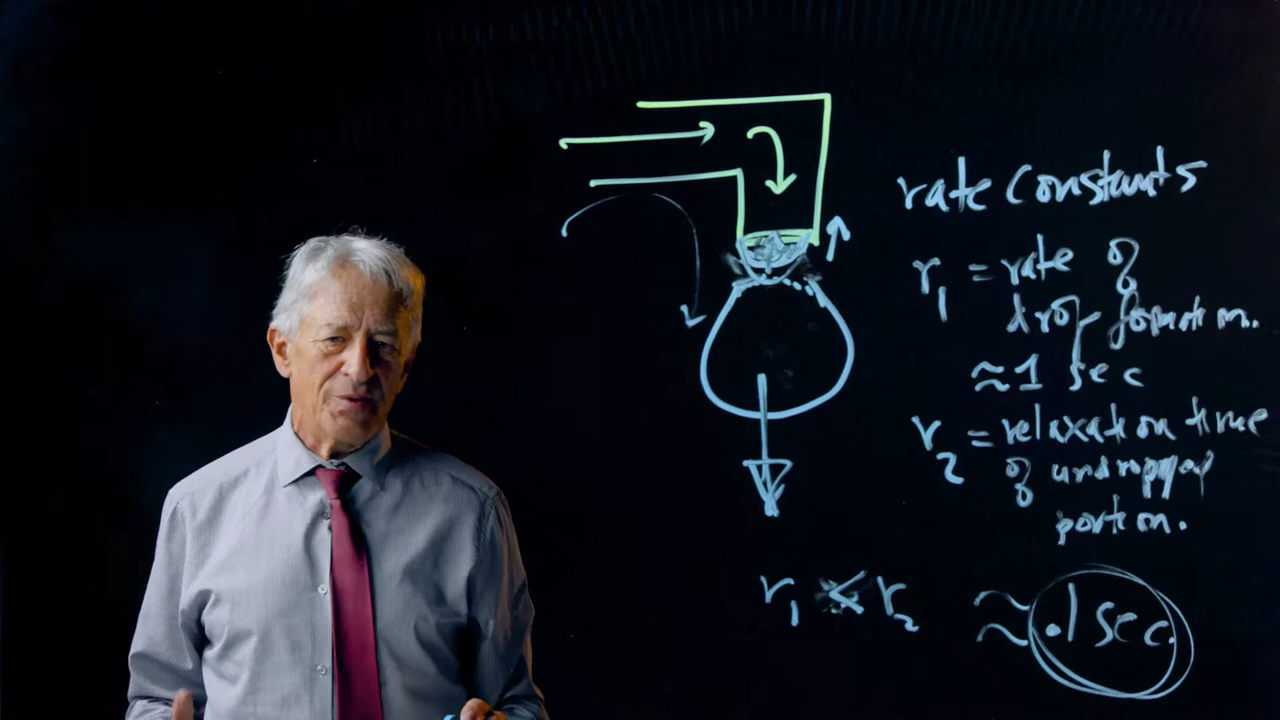 rate constants
r1 = rate of
drop formation.
≈1 sec
r2 = relaxation time
of undropped
portion.
r1 < r2
≈ .1 sec.